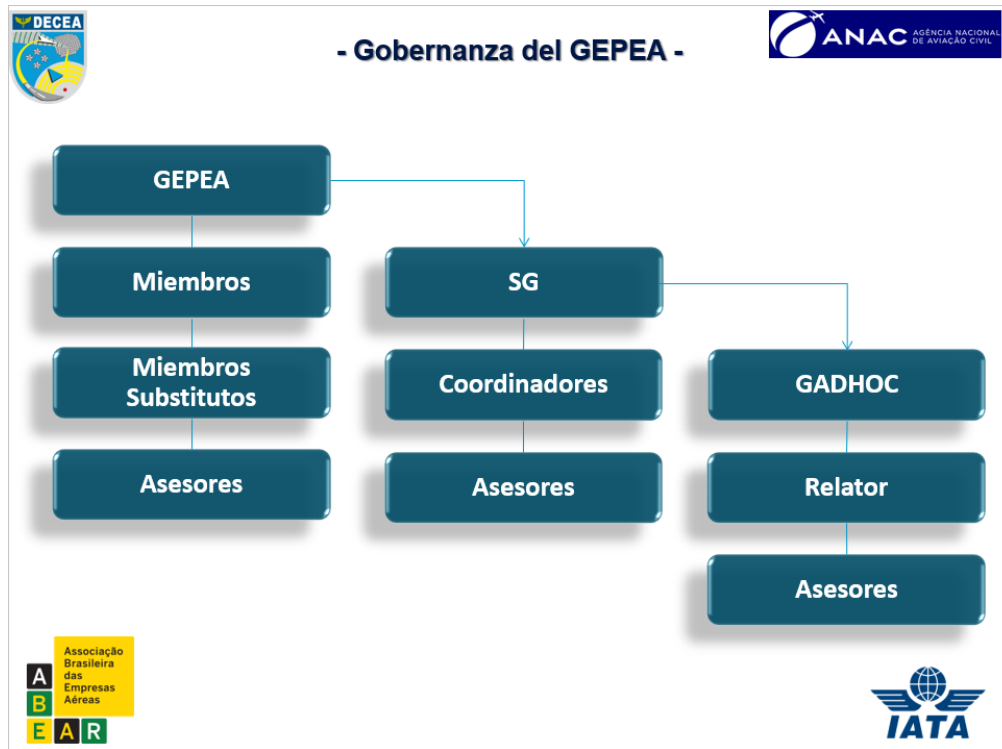 DECEA
- Gobernanza del GEPEA -
ANAC
AGÊNCIA NACIONAL
DE AVIAÇÃO CIVIL
GEPEA
Miembros
Miembros
Substitutos
Asesores
SG
Coordinadores
Asesores
GADHOC
Relator
Asesores
Associação
Brasileira
das
Empresas
Aéreas
A
B
E A R
IATA